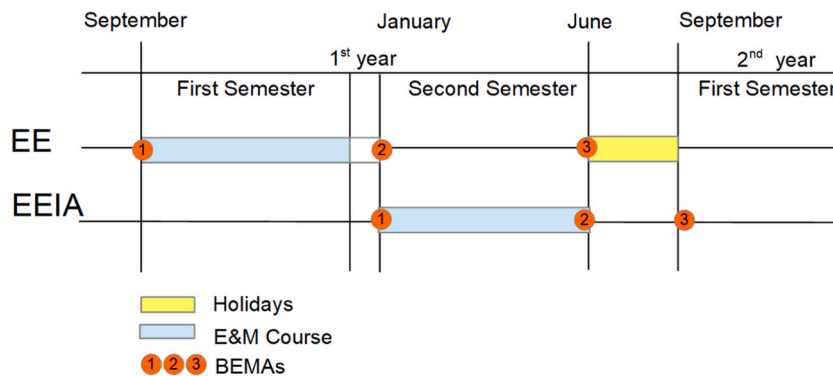 September January June September
1st year 2nd year
First Semester Second Semester First Semester
EE 1 2 3
EEIA 1 2 3
Holidays
E&M Course
1 2 3 BEMAs